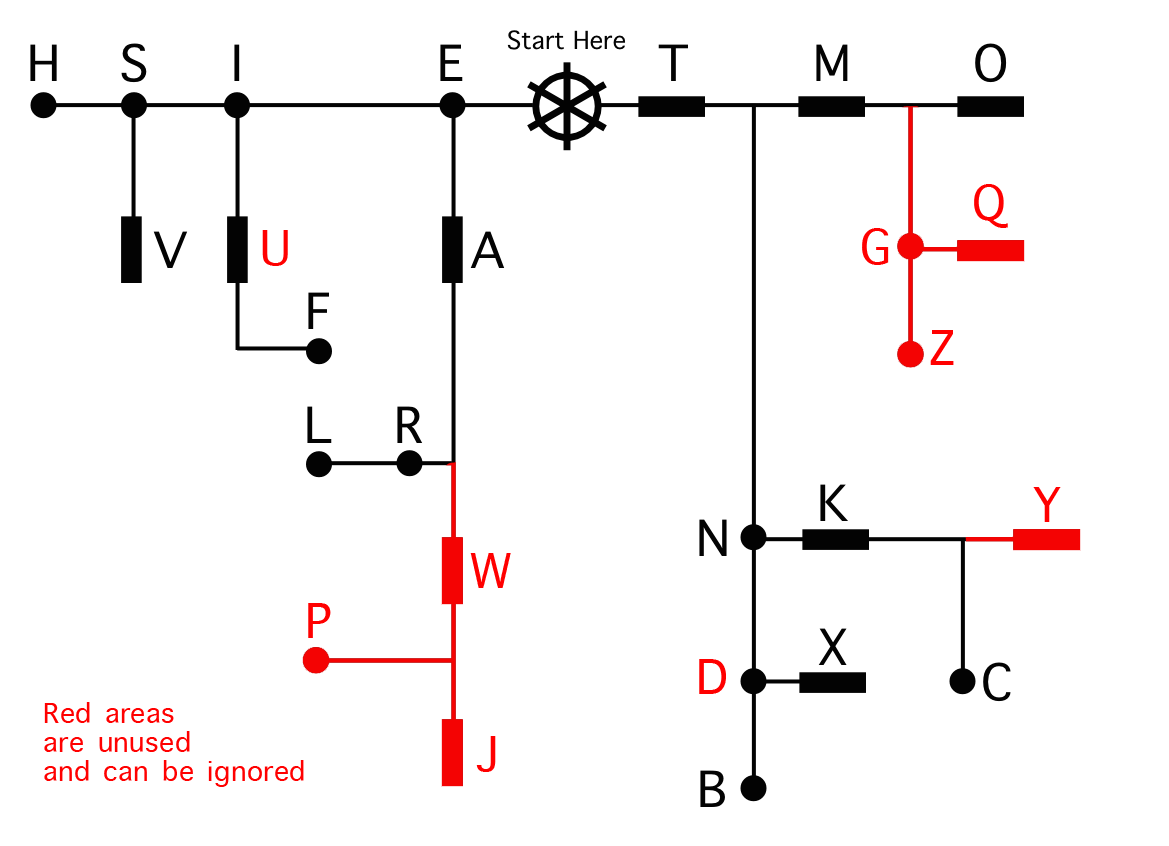 Start Here
H S I E T M O
Q
V U A G
F Z
L R
K Y
N
W
P X
D C
Red areas J
are unused
and can be ignored B